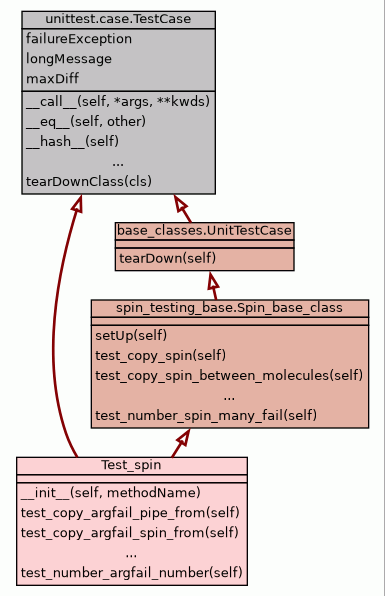 unittest.case.TestCase
failureException
longMessage
maxDiff
__call__(self, *args, **kwds)
__eq__(self, other)
__hash__(self)
...
tearDownClass(cls)
base_classes.UnitTestCase
tearDown(self)
spin_testing_base.Spin_base_class
setUp(self)
test_copy_spin(self)
test_copy_spin_between_molecules(self)
...
test_number_spin_many_fail(self)
Test_spin
__init__(self, methodName)
test_copy_argfail_pipe_from(self)
test_copy_argfail_spin_from(self)
...
test_number_argfail_number(self)